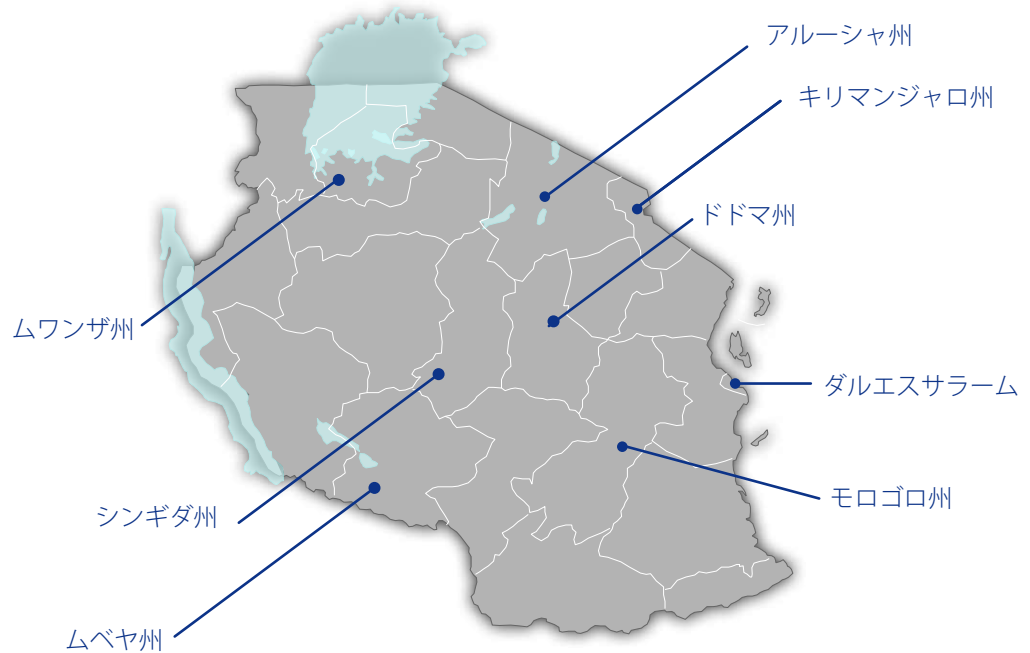 アルーシャ州
キリマンジャロ州
ドドマ州
ムワンザ州
ダルエスサラーム
モロゴロ州
シンギダ州
ムベヤ州